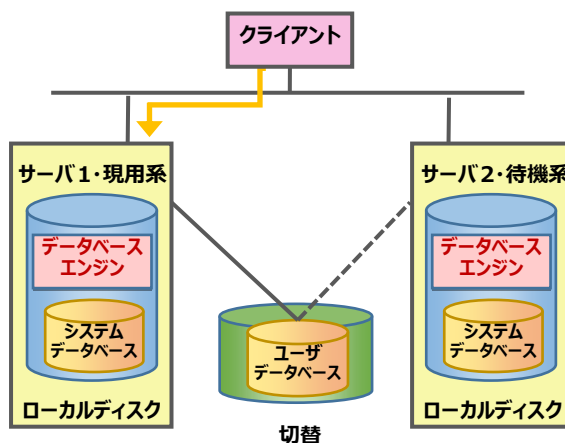 クライアント
サーバ1・現用系
データベース
エンジン
システム
データベース
ローカルディスク
サーバ2・待機系
データベース
エンジン
システム
データベース
ローカルディスク
ユーザ
データベース
切替